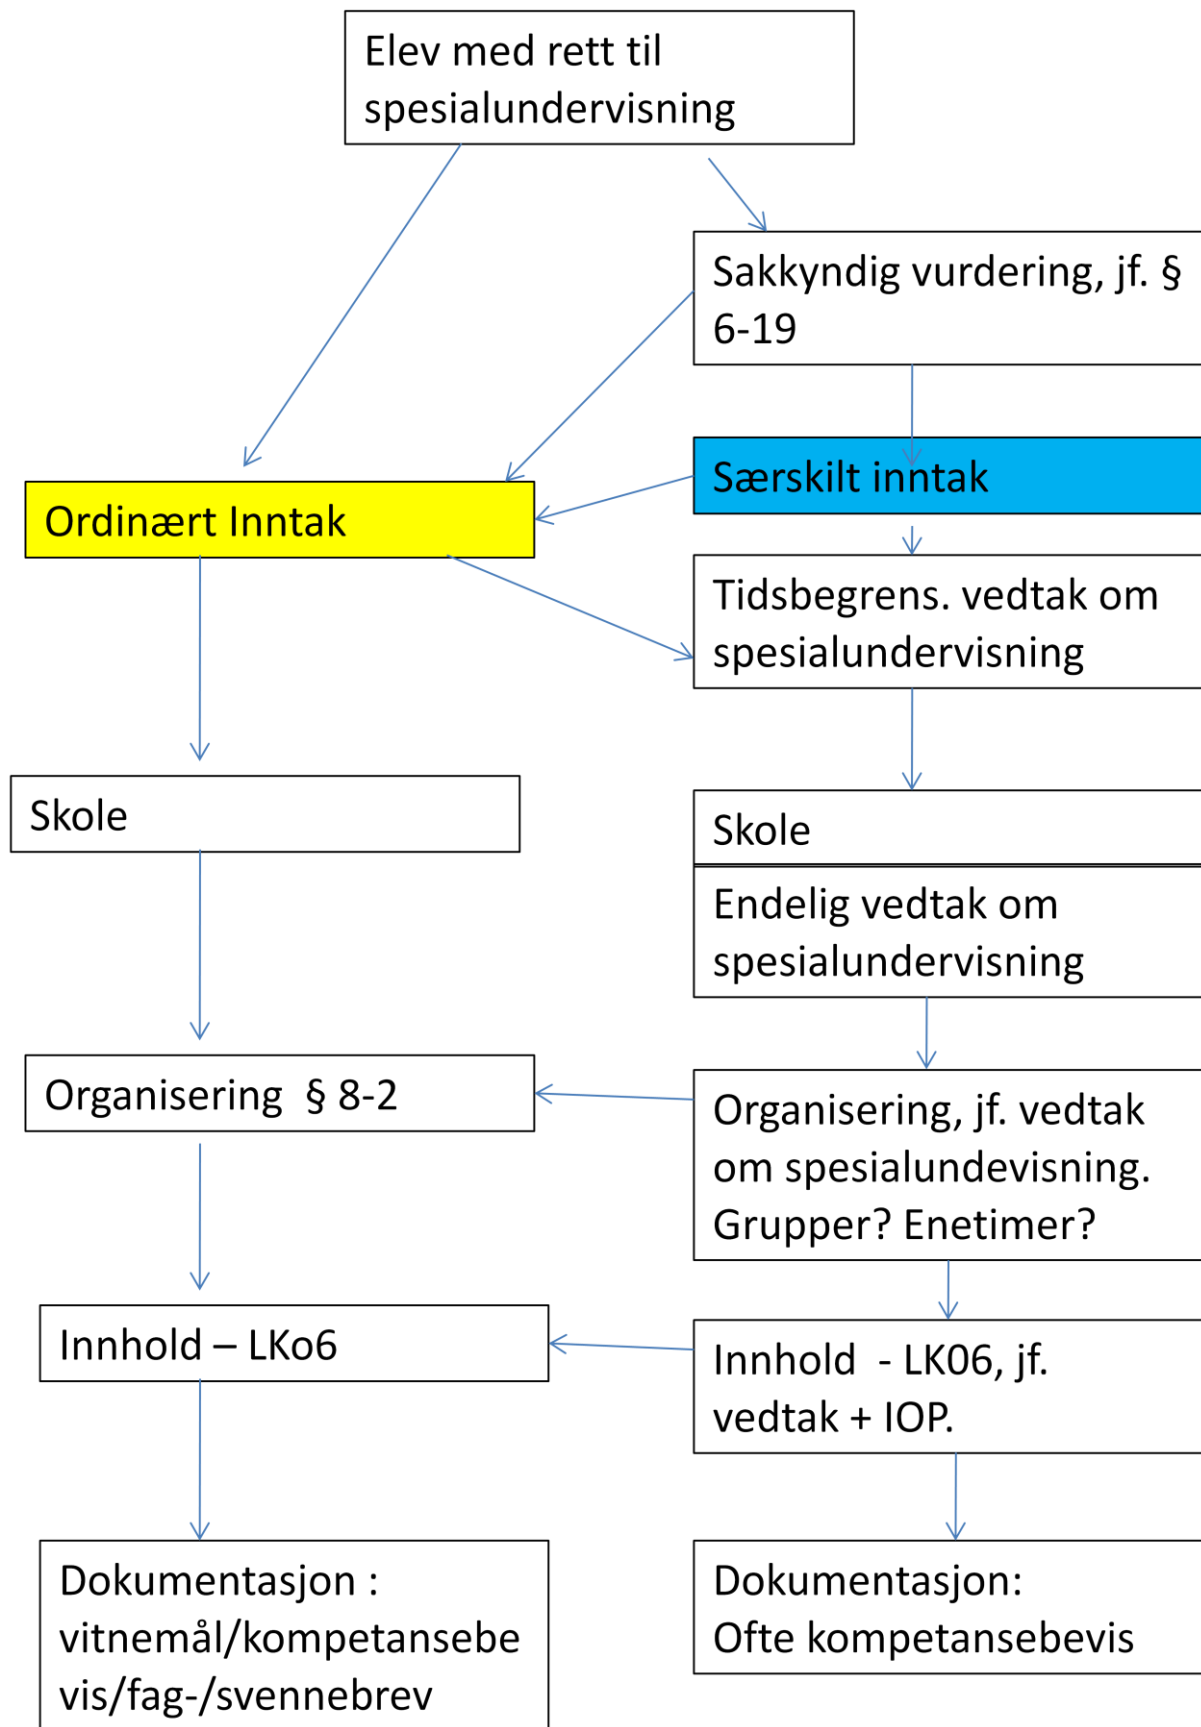 Elev med rett til
spesialundervisning
Sakkyndig vurdering, jf. §
6-19
Særskilt inntak
Ordinært Inntak
Tidsbegrens. vedtak om
spesialundervisning
Skole
Skole
Endelig vedtak om
spesialundervisning
Organisering  § 8-2
Organisering, jf. vedtak
om spesialundevisning.
Grupper? Enetimer?
Innhold – LKo6
Innhold  - LK06, jf.
vedtak + IOP.
Dokumentasjon :
vitnemål/kompetansebe
vis/fag-/svennebrev
Dokumentasjon:
Ofte kompetansebevis